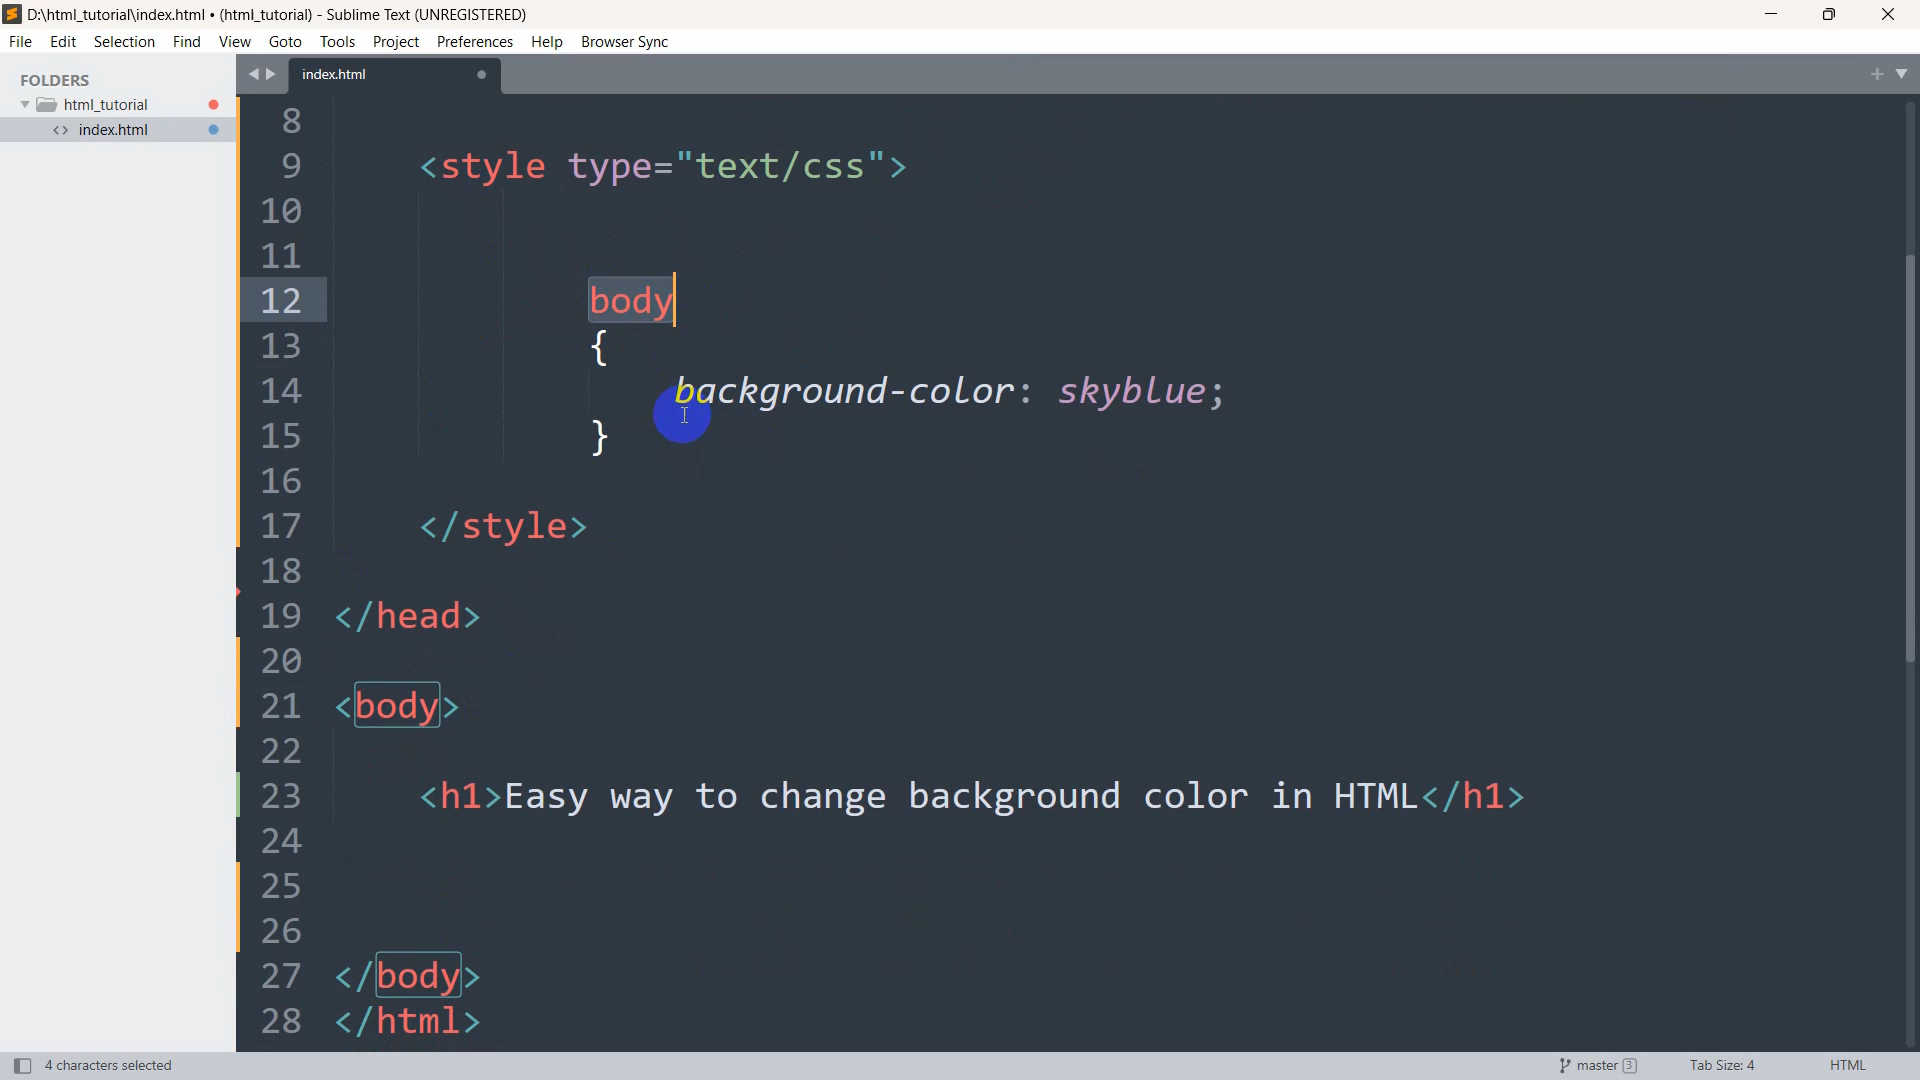 D:\html_tutorial\index.html • (html_tutorial) - Sublime Text (UNREGISTERED)
File Edit Selection Find View Goto Tools Project Preferences Help Browser Sync
FOLDERS
html_tutorial
index.html
index.html
8
9 <style type="text/css">
10
11
12 body
13 {
14 background-color: skyblue;
15 }
16
17 </style>
18
19 </head>
20
21 <body>
22
23 <h1>Easy way to change background color in HTML</h1>
24
25
26
27 </body>
28 </html>
4 characters selected
master 3
Tab Size: 4
HTML